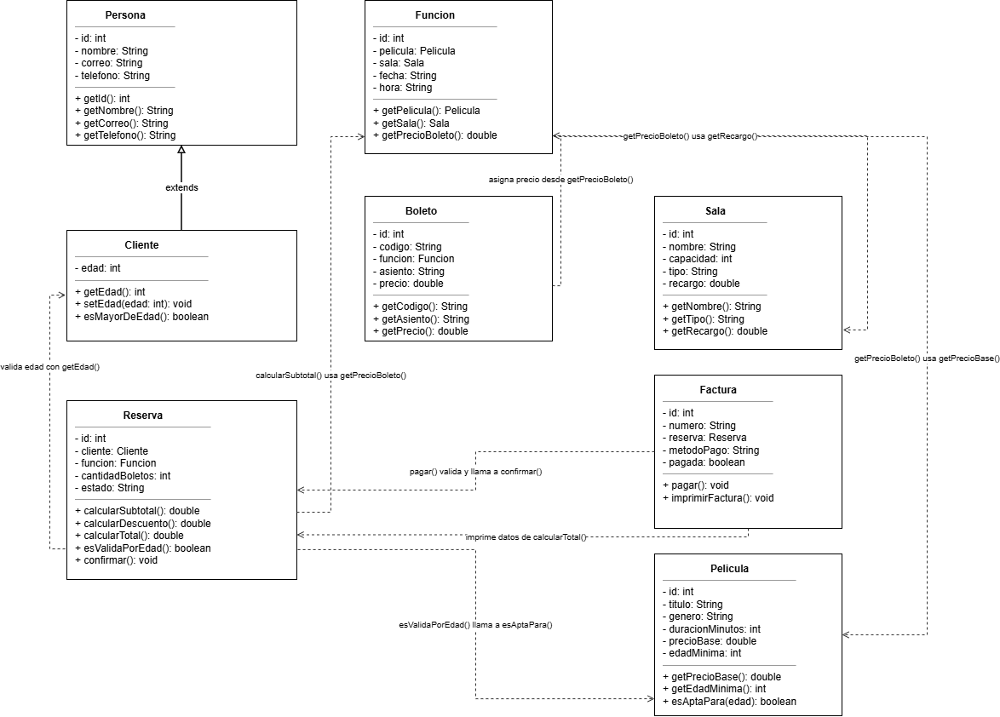 Persona
- id: int
- nombre: String
- correo: String
- telefono: String
+ getId(): int
+ getNombre(): String
+ getCorreo(): String
+ getTelefono(): String
Funcion
- id: int
- pelicula: Pelicula
- sala: Sala
- fecha: String
- hora: String
+ getPelicula(): Pelicula
+ getSala(): Sala
+ getPrecioBoleto(): double
getPrecioBoleto() usa getRecargo()
extends
asigna precio desde getPrecioBoleto()
Cliente
- edad: int
+ getEdad(): int
+ setEdad(edad: int): void
+ esMayorDeEdad(): boolean
Boleto
- id: int
- codigo: String
- funcion: Funcion
- asiento: String
- precio: double
+ getCodigo(): String
+ getAsiento(): String
+ getPrecio(): double
Sala
- id: int
- nombre: String
- capacidad: int
- tipo: String
- recargo: double
+ getNombre(): String
+ getTipo(): String
+ getRecargo(): double
valida edad con getEdad()
calcularSubtotal() usa getPrecioBoleto()
getPrecioBoleto() usa getPrecioBase()
Reserva
- id: int
- cliente: Cliente
- funcion: Funcion
- cantidadBoletos: int
- estado: String
+ calcularSubtotal(): double
+ calcularDescuento(): double
+ calcularTotal(): double
+ esValidaPorEdad(): boolean
+ confirmar(): void
pagar() valida y llama a confirmar()
Factura
- id: int
- numero: String
- reserva: Reserva
- metodoPago: String
- pagada: boolean
+ pagar(): void
+ imprimirFactura(): void
imprime datos de calcularTotal()
esValidaPorEdad() llama a esAptaPara()
Pelicula
- id: int
- titulo: String
- genero: String
- duracionMinutos: int
- precioBase: double
- edadMinima: int
+ getPrecioBase(): double
+ getEdadMinima(): int
+ esAptaPara(edad): boolean